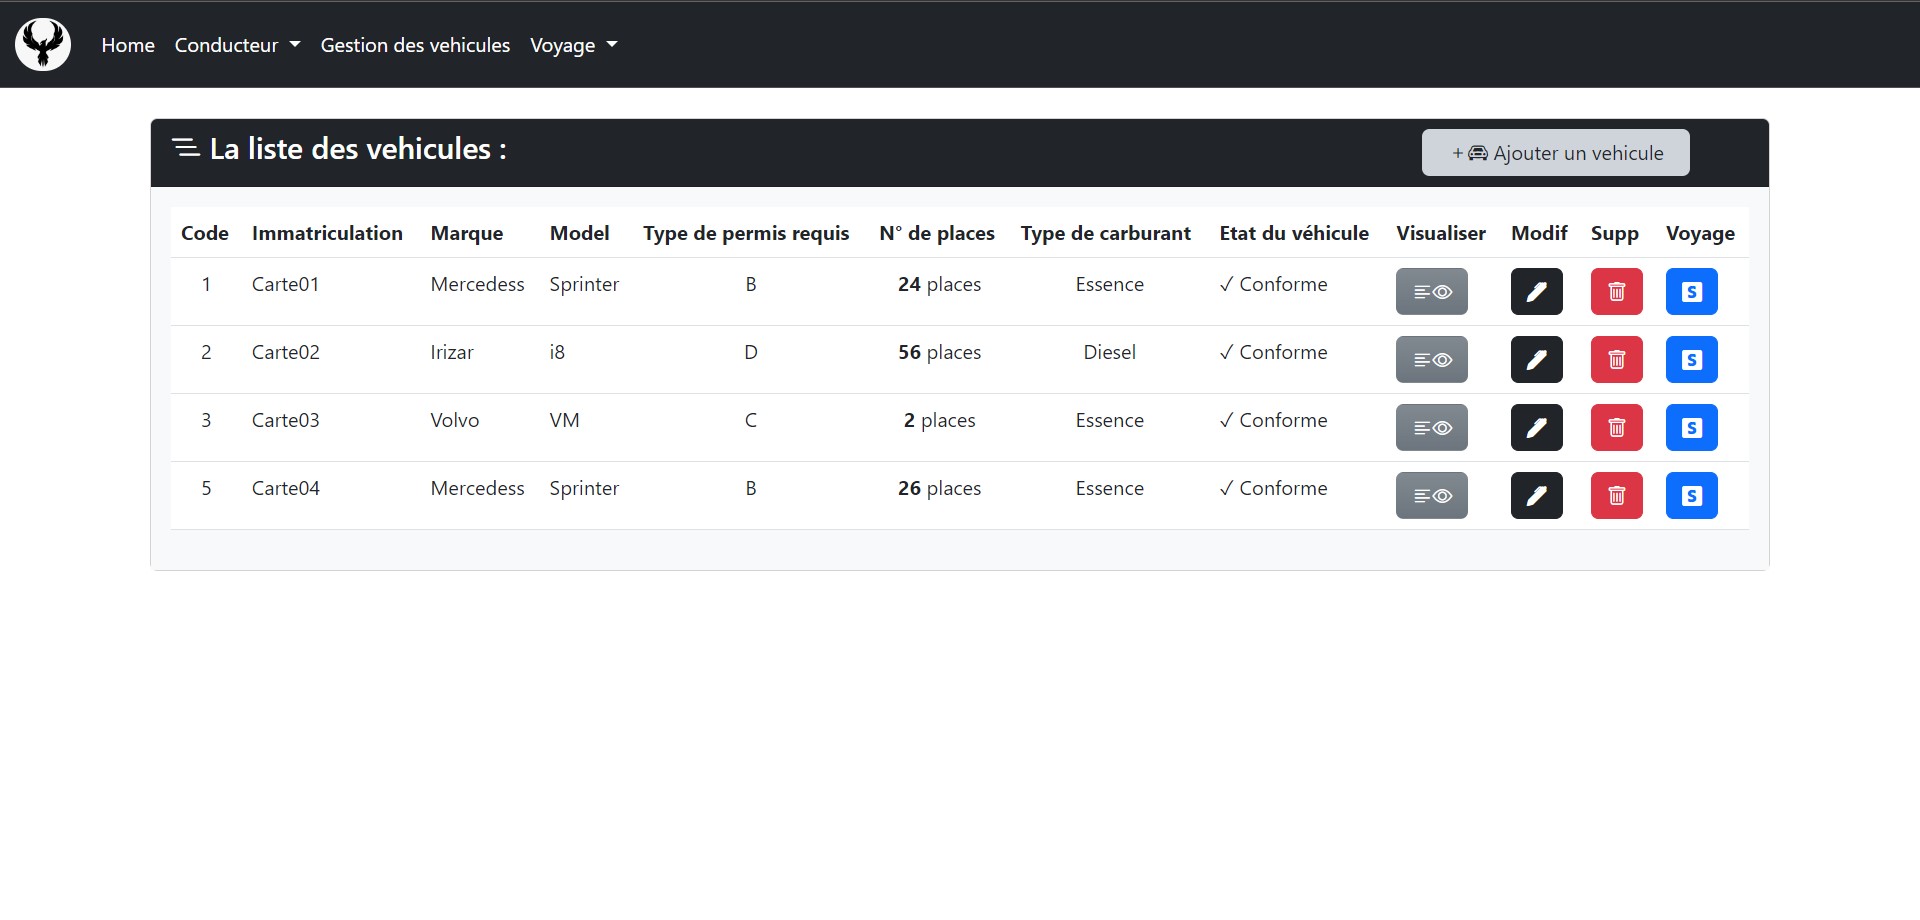 Home Conducteur Gestion des vehicules Voyage
La liste des vehicules :
+ Ajouter un vehicule
Code Immatriculation Marque Model Type de permis requis N° de places Type de carburant Etat du véhicule Visualiser Modif Supp Voyage
1 Carte01 Mercedess Sprinter B 24 places Essence ✓ Conforme S
2 Carte02 Irizar i8 D 56 places Diesel ✓ Conforme S
3 Carte03 Volvo VM C 2 places Essence ✓ Conforme S
5 Carte04 Mercedess Sprinter B 26 places Essence ✓ Conforme S